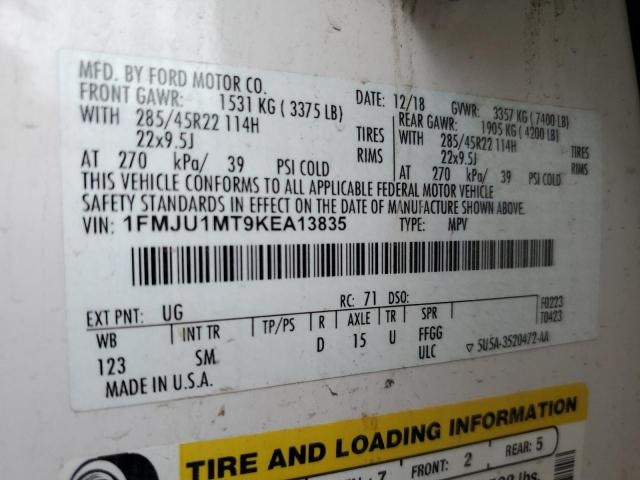 MFD. BY FORD MOTOR CO.
DATE: 12/18 GVWR: 3357 KG (7400 LB)
FRONT GAWR: 1531 KG (3375 LB) REAR GAWR: 1905 KG (4200 LB)
WITH 285/45R22 114H TIRES WITH 285/45R22 114H TIRES
22x9.5J RIMS 22x9.5J RIMS
AT 270 kPa/ 39 PSI COLD AT 270 kPa/ 39 PSI COLD
THIS VEHICLE CONFORMS TO ALL APPLICABLE FEDERAL MOTOR VEHICLE
SAFETY STANDARDS IN EFFECT ON THE DATE OF MANUFACTURE SHOWN ABOVE.
VIN: 1FMJU1MT9KEA13835 TYPE: MPV
EXT PNT: UG RC: 71 DSO: F0223
WB INT TR TP/PS R AXLE TR SPR T0423
123 SM D 15 U FFGG
ULC ▽ 5U5A-3520472-AA
MADE IN U.S.A.
TIRE AND LOADING INFORMATION
7 FRONT: 2 REAR: 5
lbs.